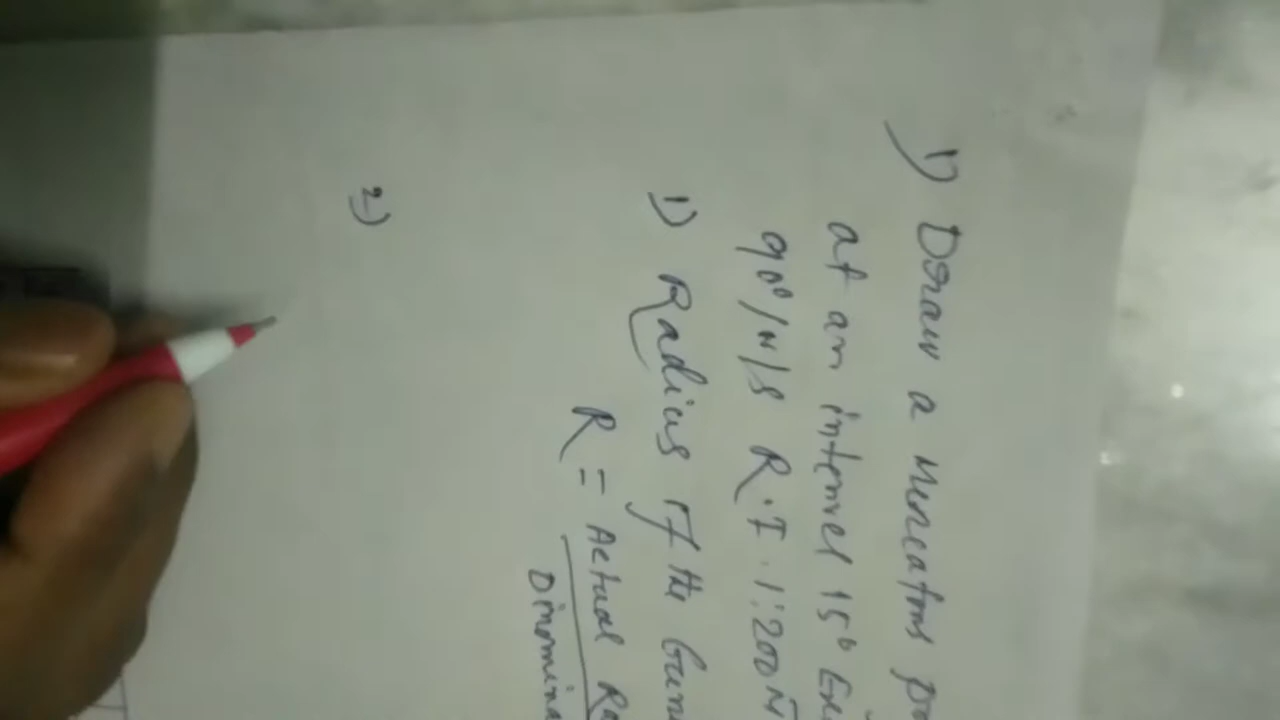 1) Draw a Mercators
at an interval 15°
90°/N/S R.F. 1:200 M
1) Radius of the
R = Actual
2)